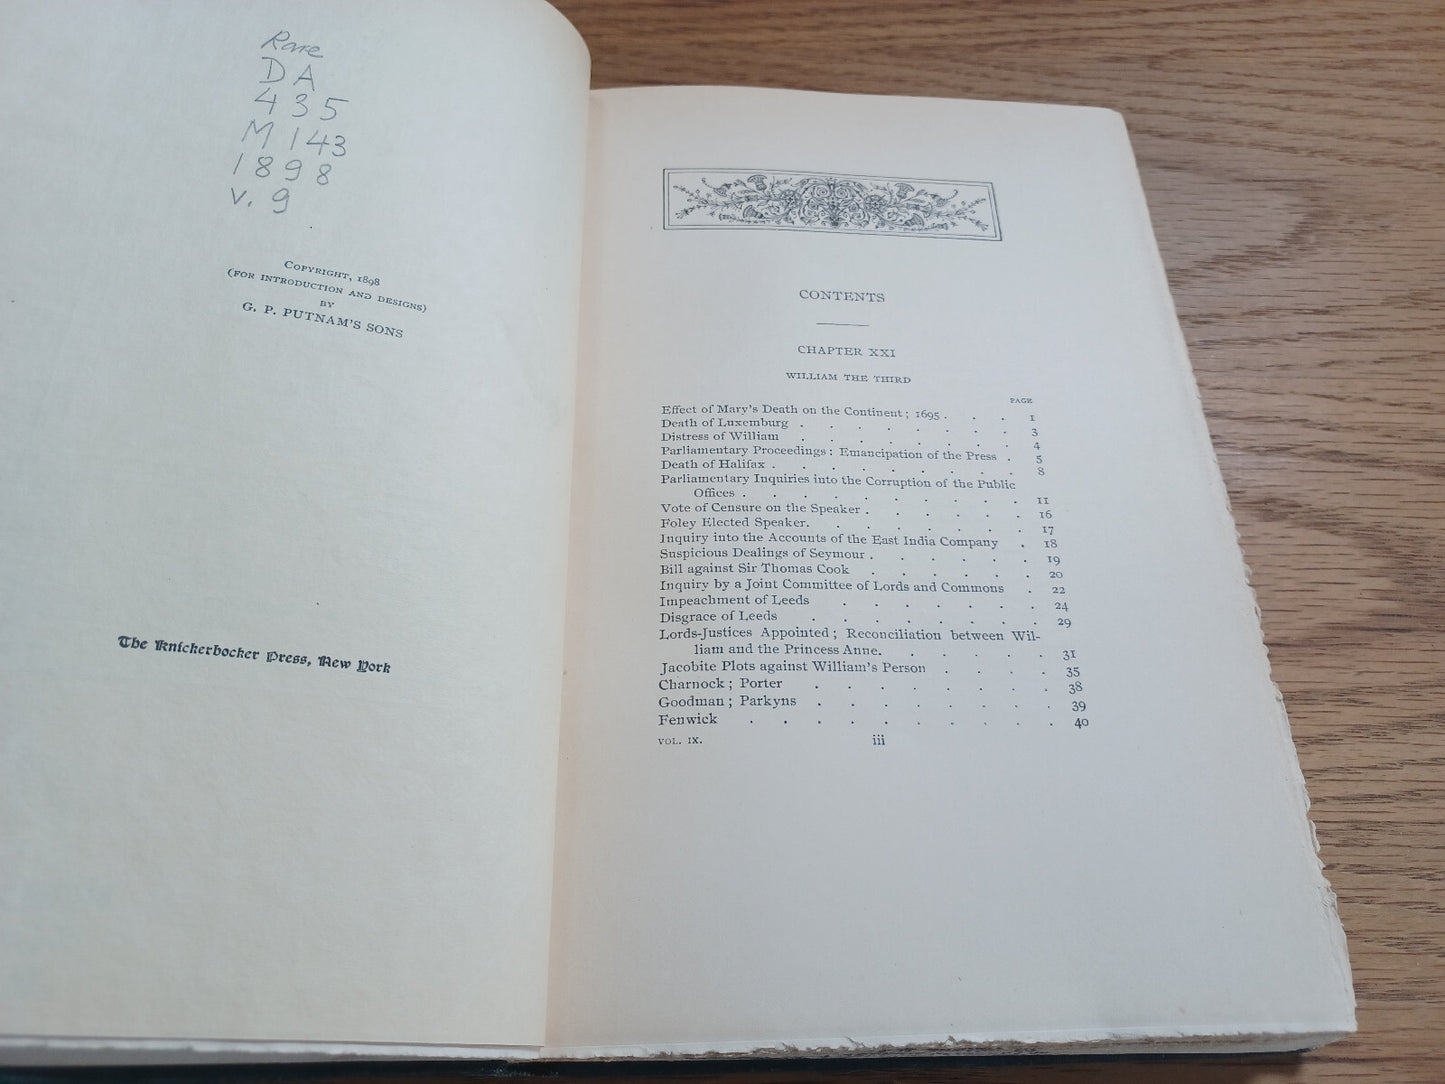 Rare
DA
435
M143
1898
v. 9
COPYRIGHT, 1898
(FOR INTRODUCTION AND DESIGNS)
BY
G. P. PUTNAM'S SONS
The Knickerbocker Press, New York
CONTENTS
CHAPTER XXI
WILLIAM THE THIRD
PAGE
Effect of Mary's Death on the Continent; 1695 . . . 1
Death of Luxemburg . . . . . . . . 3
Distress of William . . . . . . . . 4
Parliamentary Proceedings: Emancipation of the Press . 5
Death of Halifax . . . . . . . . . 8
Parliamentary Inquiries into the Corruption of the Public
Offices . . . . . . . . . . 11
Vote of Censure on the Speaker . . . . . . 16
Foley Elected Speaker. . . . . . . . 17
Inquiry into the Accounts of the East India Company . 18
Suspicious Dealings of Seymour . . . . . . 19
Bill against Sir Thomas Cook . . . . . . 20
Inquiry by a Joint Committee of Lords and Commons . 22
Impeachment of Leeds . . . . . . . 24
Disgrace of Leeds . . . . . . . . 29
Lords-Justices Appointed; Reconciliation between Wil-
liam and the Princess Anne. . . . . . 31
Jacobite Plots against William's Person . . . . 35
Charnock; Porter . . . . . . . . 38
Goodman; Parkyns . . . . . . . . 39
Fenwick . . . . . . . . . . 40
VOL. IX.
iii